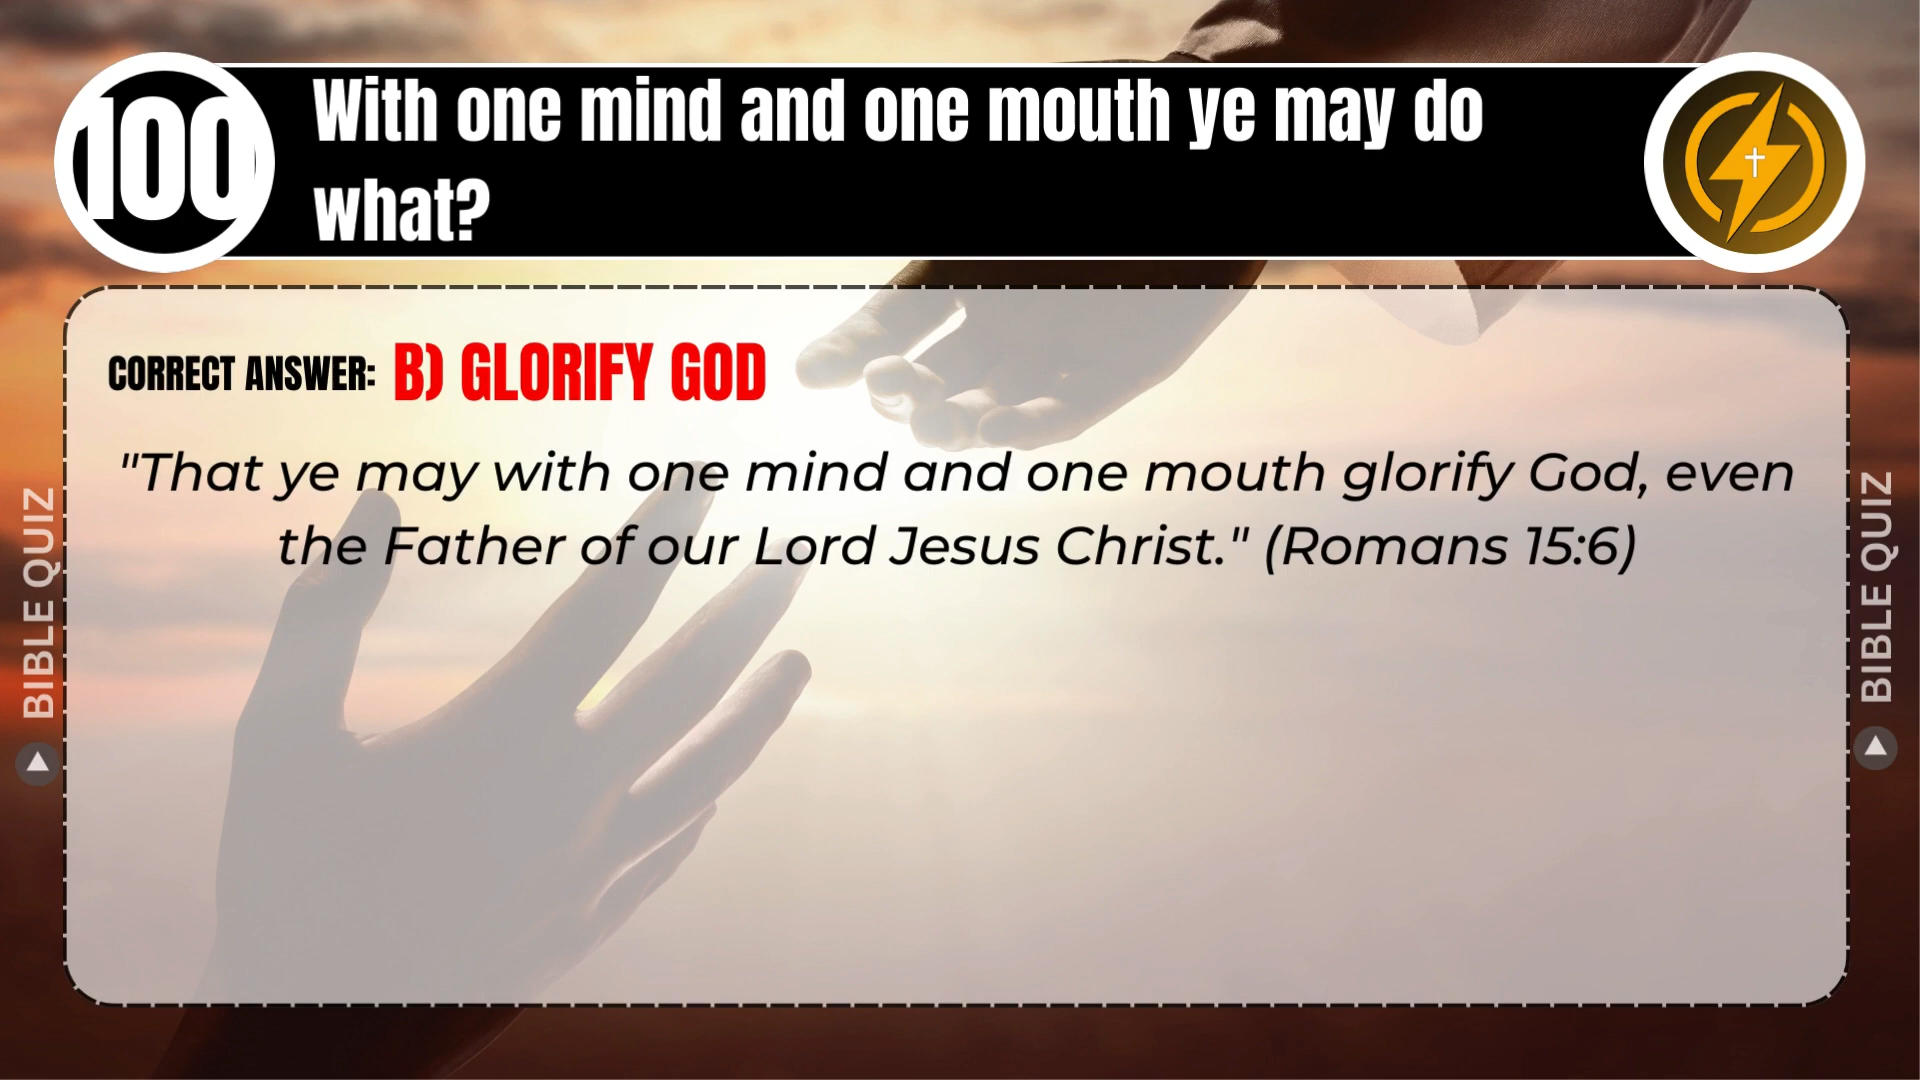 100
With one mind and one mouth ye may do
what?
CORRECT ANSWER: B) GLORIFY GOD
"That ye may with one mind and one mouth glorify God, even
the Father of our Lord Jesus Christ." (Romans 15:6)
BIBLE QUIZ
BIBLE QUIZ